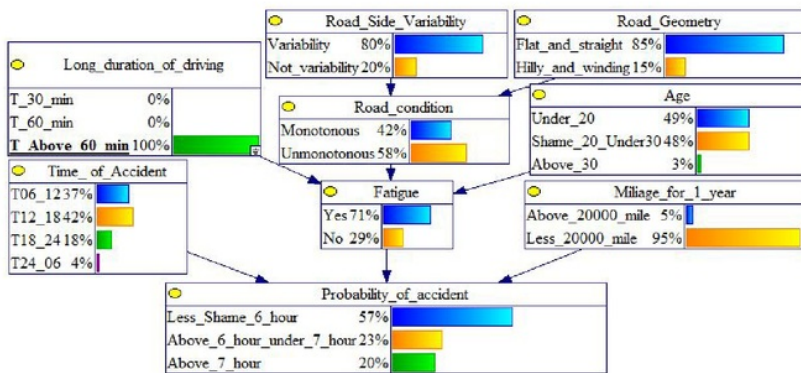 Road_Side_Variability
Variability 80%
Not_variability 20%
Road_Geometry
Flat_and_straight 85%
Hilly_and_winding 15%
Long_duration_of_driving
T_30_min 0%
T_60_min 0%
T_Above_60_min 100%
Road_condition
Monotonous 42%
Unmonotonous 58%
Age
Under_20 49%
Shame_20_Under30 48%
Above_30 3%
Time_of_Accident
T06_12 37%
T12_18 42%
T18_24 18%
T24_06 4%
Fatigue
Yes 71%
No 29%
Miliage_for_1_year
Above_20000_mile 5%
Less_20000_mile 95%
Probability_of_accident
Less_Shame_6_hour 57%
Above_6_hour_under_7_hour 23%
Above_7_hour 20%